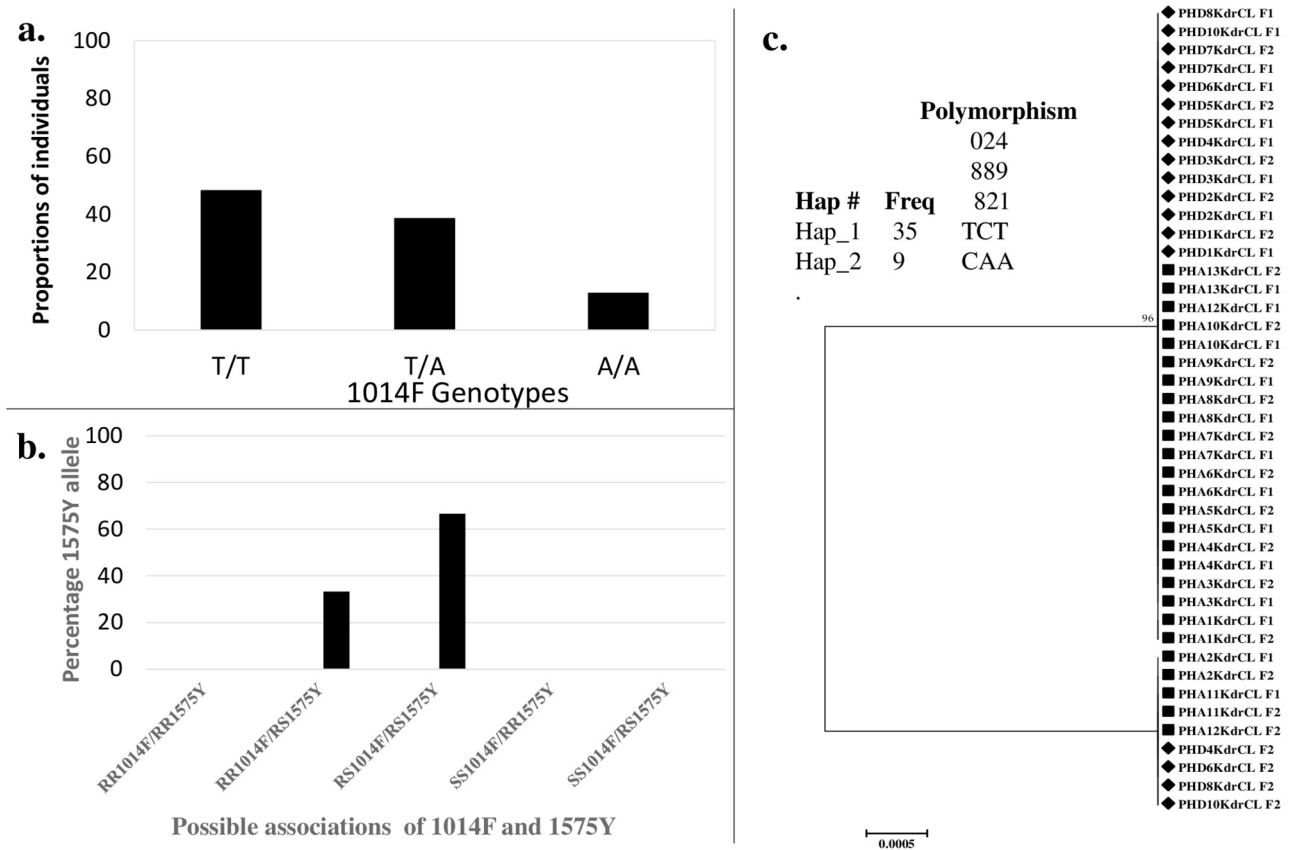 a.
100
80
60
40
20
0
Proportions of individuals
T/T T/A A/A
1014F Genotypes
b.
100
80
60
40
20
0
Percentage 1575Y allele
RR1014F/RR1575Y
RR1014F/RS1575Y
RS1014F/RS1575Y
SS1014F/RR1575Y
SS1014F/RS1575Y
Possible associations of 1014F and 1575Y
c.
Polymorphism
024
889
Hap # Freq 821
Hap_1 35 TCT
Hap_2 9 CAA
.
96
PHD8KdrCL F1
PHD10KdrCL F1
PHD7KdrCL F2
PHD7KdrCL F1
PHD6KdrCL F1
PHD5KdrCL F2
PHD5KdrCL F1
PHD4KdrCL F1
PHD3KdrCL F2
PHD3KdrCL F1
PHD2KdrCL F2
PHD2KdrCL F1
PHD1KdrCL F2
PHD1KdrCL F1
PHA13KdrCL F2
PHA13KdrCL F1
PHA12KdrCL F1
PHA10KdrCL F2
PHA10KdrCL F1
PHA9KdrCL F2
PHA9KdrCL F1
PHA8KdrCL F2
PHA8KdrCL F1
PHA7KdrCL F2
PHA7KdrCL F1
PHA6KdrCL F2
PHA6KdrCL F1
PHA5KdrCL F2
PHA5KdrCL F1
PHA4KdrCL F2
PHA4KdrCL F1
PHA3KdrCL F2
PHA3KdrCL F1
PHA1KdrCL F1
PHA1KdrCL F2
PHA2KdrCL F1
PHA2KdrCL F2
PHA11KdrCL F1
PHA11KdrCL F2
PHA12KdrCL F2
PHD4KdrCL F2
PHD6KdrCL F2
PHD8KdrCL F2
PHD10KdrCL F2
0.0005